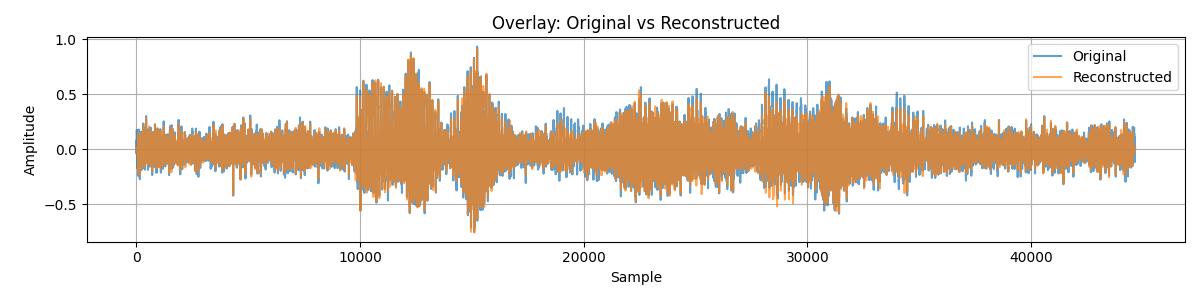 Overlay: Original vs Reconstructed
Original
Reconstructed
Amplitude
1.0
0.5
0.0
−0.5
0
10000
20000
30000
40000
Sample